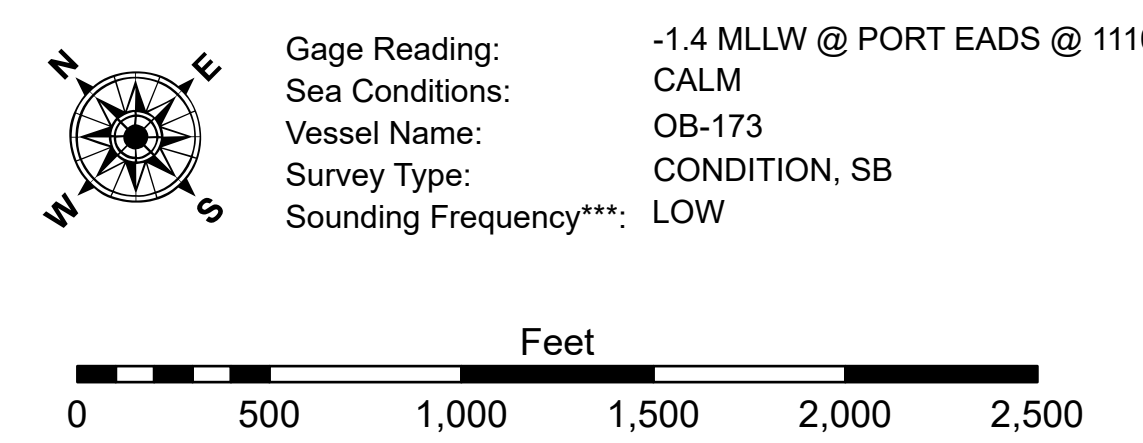 N E
W S
Gage Reading: -1.4 MLLW @ PORT EADS @
Sea Conditions: CALM
Vessel Name: OB-173
Survey Type: CONDITION, SB
Sounding Frequency***: LOW
Feet
0 500 1,000 1,500 2,000 2,500